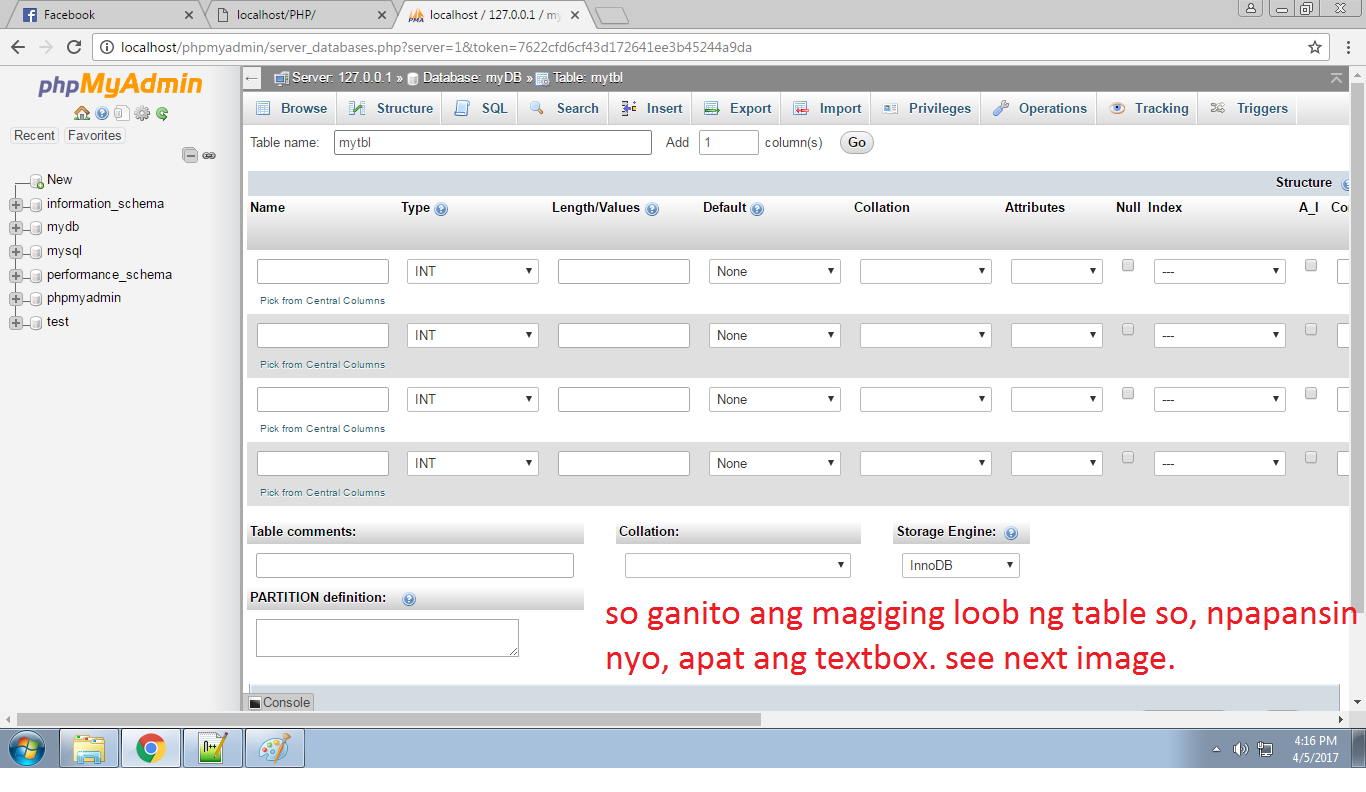 Facebook
localhost/PHP/
localhost / 127.0.0.1 / my
localhost/phpmyadmin/server_databases.php?server=1&token=7622cfd6cf43d172641ee3b45244a9da
phpMyAdmin
Recent Favorites
New
information_schema
mydb
mysql
performance_schema
phpmyadmin
test
Server: 127.0.0.1 » Database: myDB » Table: mytbl
Browse Structure SQL Search Insert Export Import Privileges Operations Tracking Triggers
Table name: mytbl Add 1 column(s) Go
Structure
Name Type Length/Values Default Collation Attributes Null Index A_I Co
INT None ---
Pick from Central Columns
INT None ---
Pick from Central Columns
INT None ---
Pick from Central Columns
INT None ---
Pick from Central Columns
Table comments: Collation: Storage Engine:
InnoDB
PARTITION definition:
so ganito ang magiging loob ng table so, npapansin
nyo, apat ang textbox. see next image.
Console
4:16 PM
4/5/2017